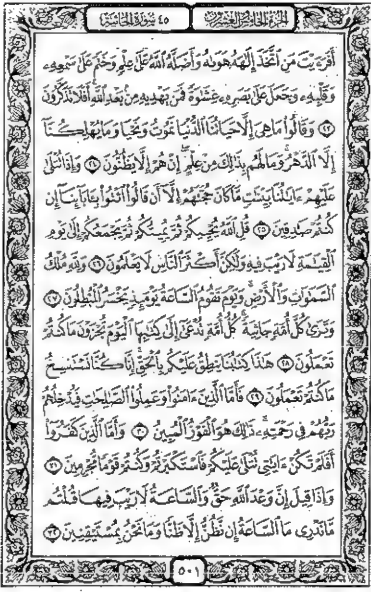 الجزء الخامس والعشرون
٤٥ سورة الجاثية
أَفَرَءَيْتَ مَنِ ٱتَّخَذَ إِلَٰهَهُۥ هَوَىٰهُ وَأَضَلَّهُ ٱللَّهُ عَلَىٰ عِلْمٍ وَخَتَمَ عَلَىٰ سَمْعِهِۦ
وَقَلْبِهِۦ وَجَعَلَ عَلَىٰ بَصَرِهِۦ غِشَٰوَةً فَمَن يَهْدِيهِ مِنۢ بَعْدِ ٱللَّهِ أَفَلَا تَذَكَّرُونَ
٢٣ وَقَالُوا۟ مَا هِىَ إِلَّا حَيَاتُنَا ٱلدُّنْيَا نَمُوتُ وَنَحْيَا وَمَا يُهْلِكُنَآ
إِلَّا ٱلدَّهْرُ وَمَا لَهُم بِذَٰلِكَ مِنْ عِلْمٍ إِنْ هُمْ إِلَّا يَظُنُّونَ ٢٤ وَإِذَا تُتْلَىٰ
عَلَيْهِمْ ءَايَٰتُنَا بَيِّنَٰتٍ مَّا كَانَ حُجَّتَهُمْ إِلَّآ أَن قَالُوا۟ ٱئْتُوا۟ بِـَٔابَآئِنَآ إِن
كُنتُمْ صَٰدِقِينَ ٢٥ قُلِ ٱللَّهُ يُحْيِيكُمْ ثُمَّ يُمِيتُكُمْ ثُمَّ يَجْمَعُكُمْ إِلَىٰ يَوْمِ
ٱلْقِيَٰمَةِ لَا رَيْبَ فِيهِ وَلَٰكِنَّ أَكْثَرَ ٱلنَّاسِ لَا يَعْلَمُونَ ٢٦ وَلِلَّهِ مُلْكُ
ٱلسَّمَٰوَٰتِ وَٱلْأَرْضِ وَيَوْمَ تَقُومُ ٱلسَّاعَةُ يَوْمَئِذٍ يَخْسَرُ ٱلْمُبْطِلُونَ ٢٧
وَتَرَىٰ كُلَّ أُمَّةٍ جَاثِيَةً كُلُّ أُمَّةٍ تُدْعَىٰٓ إِلَىٰ كِتَٰبِهَا ٱلْيَوْمَ تُجْزَوْنَ مَا كُنتُمْ
تَعْمَلُونَ ٢٨ هَٰذَا كِتَٰبُنَا يَنطِقُ عَلَيْكُم بِٱلْحَقِّ إِنَّا كُنَّا نَسْتَنسِخُ
مَا كُنتُمْ تَعْمَلُونَ ٢٩ فَأَمَّا ٱلَّذِينَ ءَامَنُوا۟ وَعَمِلُوا۟ ٱلصَّٰلِحَٰتِ فَيُدْخِلُهُمْ
رَبُّهُمْ فِى رَحْمَتِهِۦ ذَٰلِكَ هُوَ ٱلْفَوْزُ ٱلْمُبِينُ ٣٠ وَأَمَّا ٱلَّذِينَ كَفَرُوٓا۟
أَفَلَمْ تَكُنْ ءَايَٰتِى تُتْلَىٰ عَلَيْكُمْ فَٱسْتَكْبَرْتُمْ وَكُنتُمْ قَوْمًا مُّجْرِمِينَ ٣١
وَإِذَا قِيلَ إِنَّ وَعْدَ ٱللَّهِ حَقٌّ وَٱلسَّاعَةُ لَا رَيْبَ فِيهَا قُلْتُم
مَّا نَدْرِى مَا ٱلسَّاعَةُ إِن نَّظُنُّ إِلَّا ظَنًّا وَمَا نَحْنُ بِمُسْتَيْقِنِينَ ٣٢
٥٠١